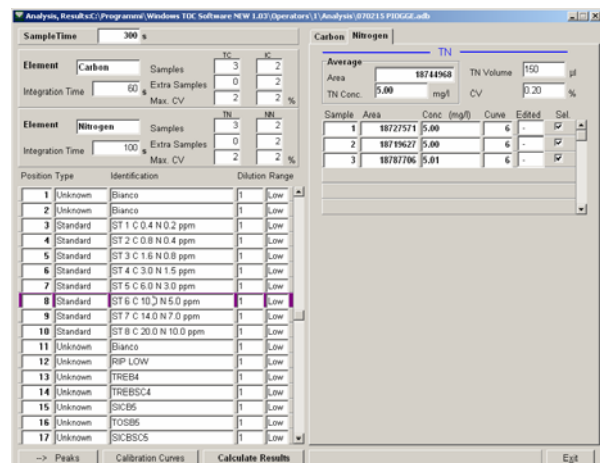 Analysis, Results:C:\Programmi\Windows TOC Software NEW 1.03\Operators\1\Analysis\070215 PIOGGE.adb
SampleTime 300 s
Element Carbon
Integration Time 60 s
TC IC
Samples 3 2
Extra Samples 0 2
Max. CV 2 2 %
Element Nitrogen
Integration Time 100 s
TN NN
Samples 3 2
Extra Samples 0 2
Max. CV 2 2 %
Position Type Identification Dilution Range
1 Unknown Bianco 1 Low
2 Unknown Bianco 1 Low
3 Standard ST 1 C 0.4 N 0.2 ppm 1 Low
4 Standard ST 2 C 0.8 N 0.4 ppm 1 Low
5 Standard ST 3 C 1.6 N 0.8 ppm 1 Low
6 Standard ST 4 C 3.0 N 1.5 ppm 1 Low
7 Standard ST 5 C 6.0 N 3.0 ppm 1 Low
8 Standard ST 6 C N 5.0 ppm 1 Low
9 Standard ST 7 C 14.0 N 7.0 ppm 1 Low
10 Standard ST 8 C 20.0 N 10.0 ppm 1 Low
11 Unknown Bianco 1 Low
12 Unknown RIP LOW 1 Low
13 Unknown TREB4 1 Low
14 Unknown TREBSC4 1 Low
15 Unknown SICB5 1 Low
16 Unknown TOSB5 1 Low
17 Unknown SICBSC5 1 Low
--> Peaks Calibration Curves Calculate Results
Carbon Nitrogen
TN
Average
Area 18744968
TN Conc. 5.00 mg/l
TN Volume 150 µl
CV 0.20 %
Sample Area Conc (mg/l) Curve Edited Sel.
1 18727571 5.00 6 -
2 18719627 5.00 6 -
3 18787706 5.01 6 -
Exit